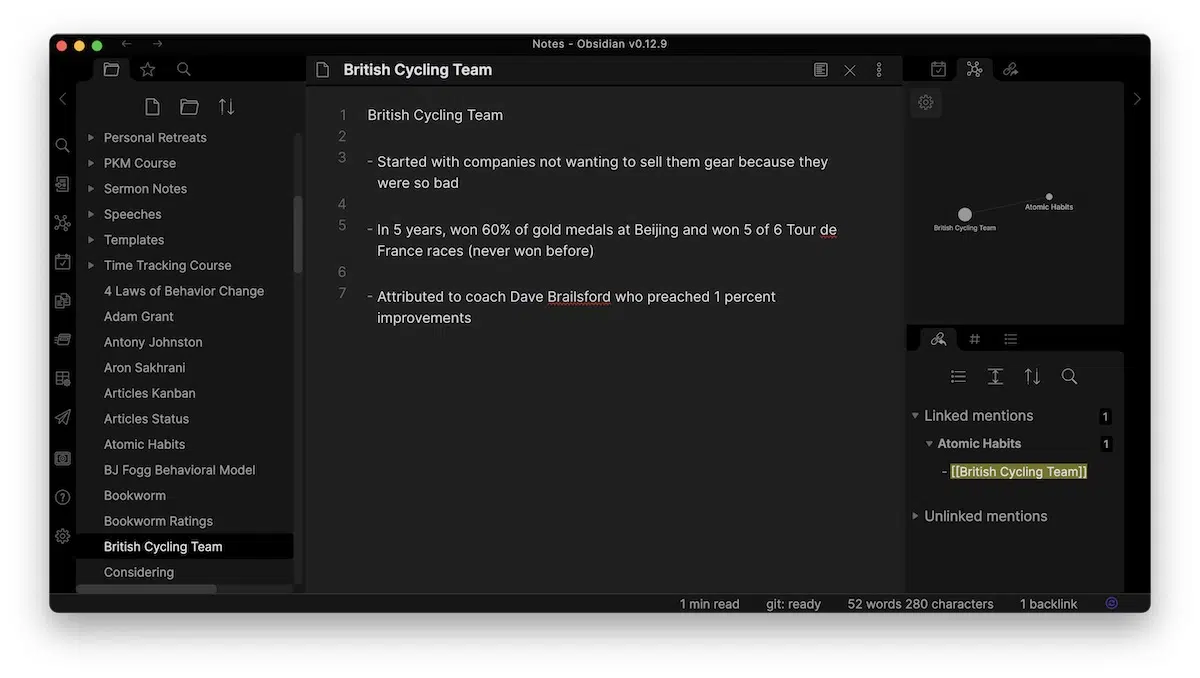 Notes - Obsidian v0.12.9
British Cycling Team
Personal Retreats
PKM Course
Sermon Notes
Speeches
Templates
Time Tracking Course
4 Laws of Behavior Change
Adam Grant
Antony Johnston
Aron Sakhrani
Articles Kanban
Articles Status
Atomic Habits
BJ Fogg Behavioral Model
Bookworm
Bookworm Ratings
British Cycling Team
Considering
1 British Cycling Team
2
3 - Started with companies not wanting to sell them gear because they
were so bad
4
5 - In 5 years, won 60% of gold medals at Beijing and won 5 of 6 Tour de
France races (never won before)
6
7 - Attributed to coach Dave Brailsford who preached 1 percent
improvements
Atomic Habits
British Cycling Team
Linked mentions 1
Atomic Habits 1
- [[British Cycling Team]]
Unlinked mentions
1 min read git: ready 52 words 280 characters 1 backlink